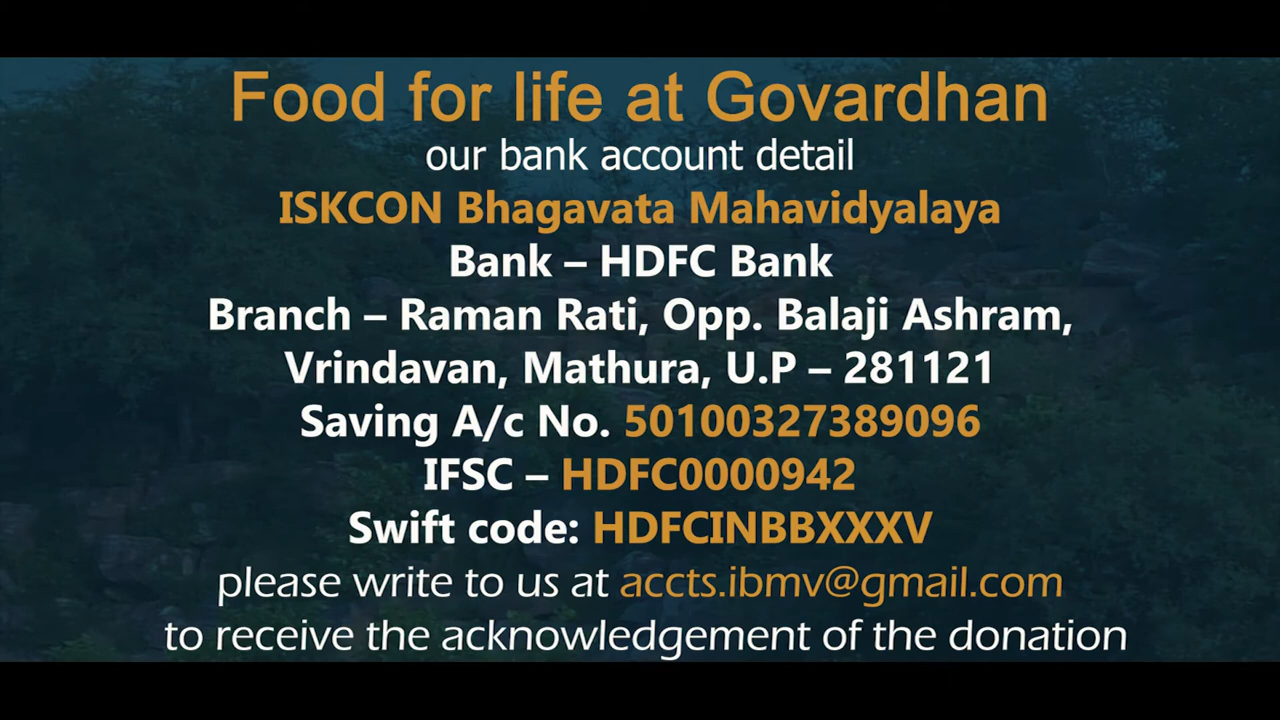 Food for life at Govardhan
our bank account detail
ISKCON Bhagavata Mahavidyalaya
Bank – HDFC Bank
Branch – Raman Rati, Opp. Balaji Ashram,
Vrindavan, Mathura, U.P – 281121
Saving A/c No. 50100327389096
IFSC – HDFC0000942
Swift code: HDFCINBBXXXV
please write to us at accts.ibmv@gmail.com
to receive the acknowledgement of the donation